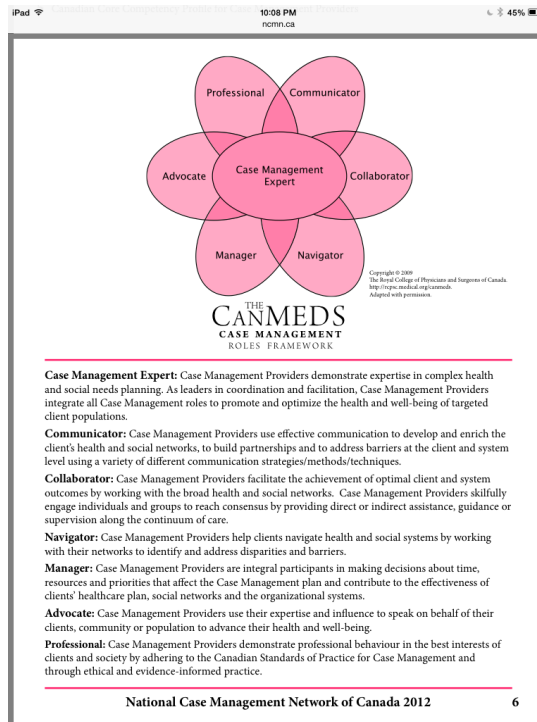 iPad 10:08 PM 45%
ncmn.ca
Professional Communicator
Advocate Case Management Expert Collaborator
Manager Navigator
Copyright © 2009
The Royal College of Physicians and Surgeons of Canada.
http://rcpsc.medical.org/canmeds.
Adapted with permission.
THE
CANMEDS
CASE MANAGEMENT
ROLES FRAMEWORK
Case Management Expert: Case Management Providers demonstrate expertise in complex health
and social needs planning. As leaders in coordination and facilitation, Case Management Providers
integrate all Case Management roles to promote and optimize the health and well-being of targeted
client populations.
Communicator: Case Management Providers use effective communication to develop and enrich the
client's health and social networks, to build partnerships and to address barriers at the client and system
level using a variety of different communication strategies/methods/techniques.
Collaborator: Case Management Providers facilitate the achievement of optimal client and system
outcomes by working with the broad health and social networks. Case Management Providers skilfully
engage individuals and groups to reach consensus by providing direct or indirect assistance, guidance or
supervision along the continuum of care.
Navigator: Case Management Providers help clients navigate health and social systems by working
with their networks to identify and address disparities and barriers.
Manager: Case Management Providers are integral participants in making decisions about time,
resources and priorities that affect the Case Management plan and contribute to the effectiveness of
clients' healthcare plan, social networks and the organizational systems.
Advocate: Case Management Providers use their expertise and influence to speak on behalf of their
clients, community or population to advance their health and well-being.
Professional: Case Management Providers demonstrate professional behaviour in the best interests of
clients and society by adhering to the Canadian Standards of Practice for Case Management and
through ethical and evidence-informed practice.
National Case Management Network of Canada 2012 6